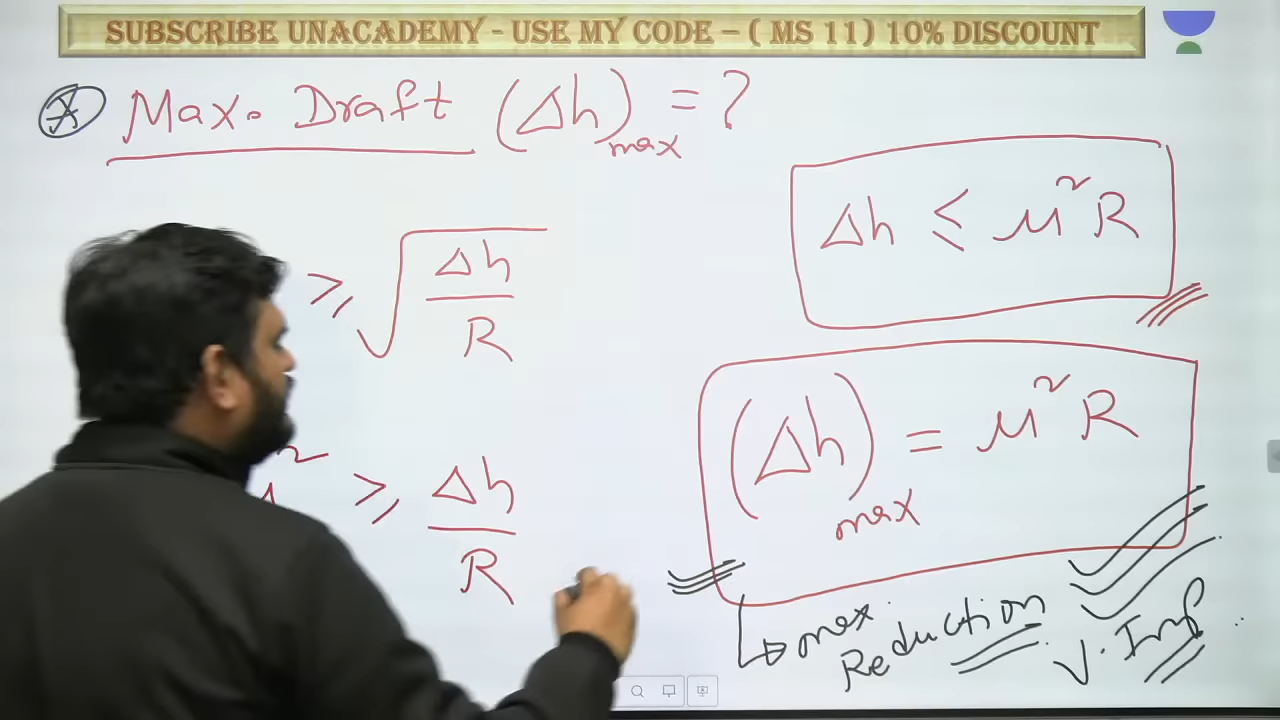 SUBSCRIBE UNACADEMY - USE MY CODE – ( MS 11) 10% DISCOUNT
Max. Draft (Δh)max = ?
≥ √(Δh/R)
Δh ≤ μ²R
² ≥ Δh/R
(Δh)max = μ²R
↳ max
Reduction
V. Imp